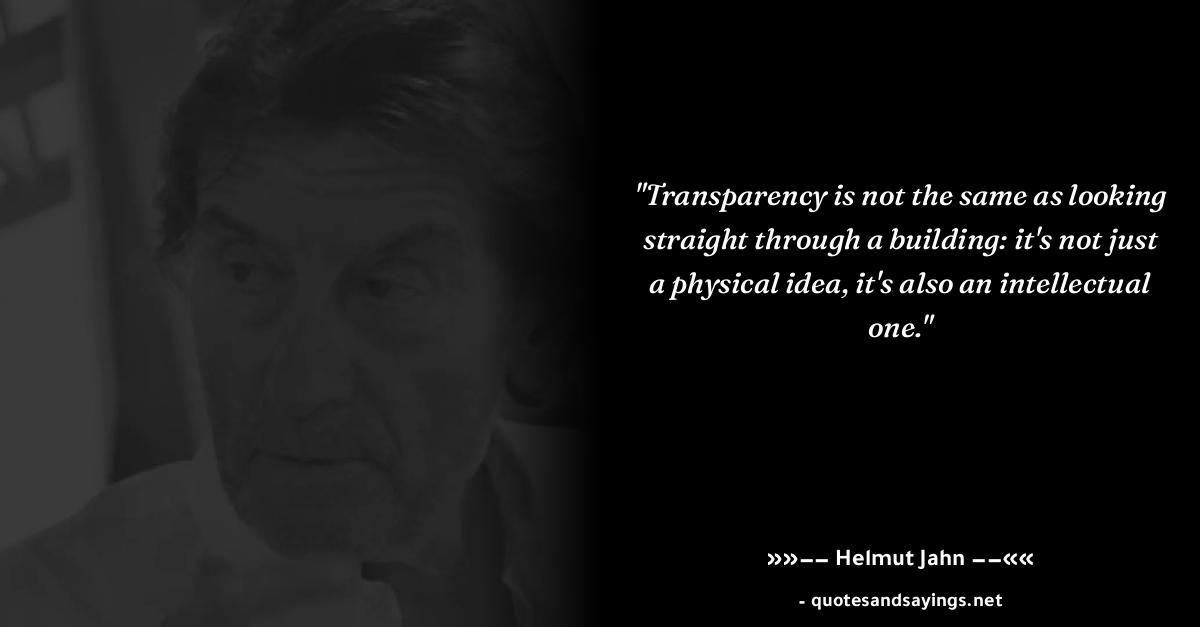 "Transparency is not the same as looking
straight through a building: it's not just
a physical idea, it's also an intellectual
one."
»»–– Helmut Jahn ––««
- quotesandsayings.net